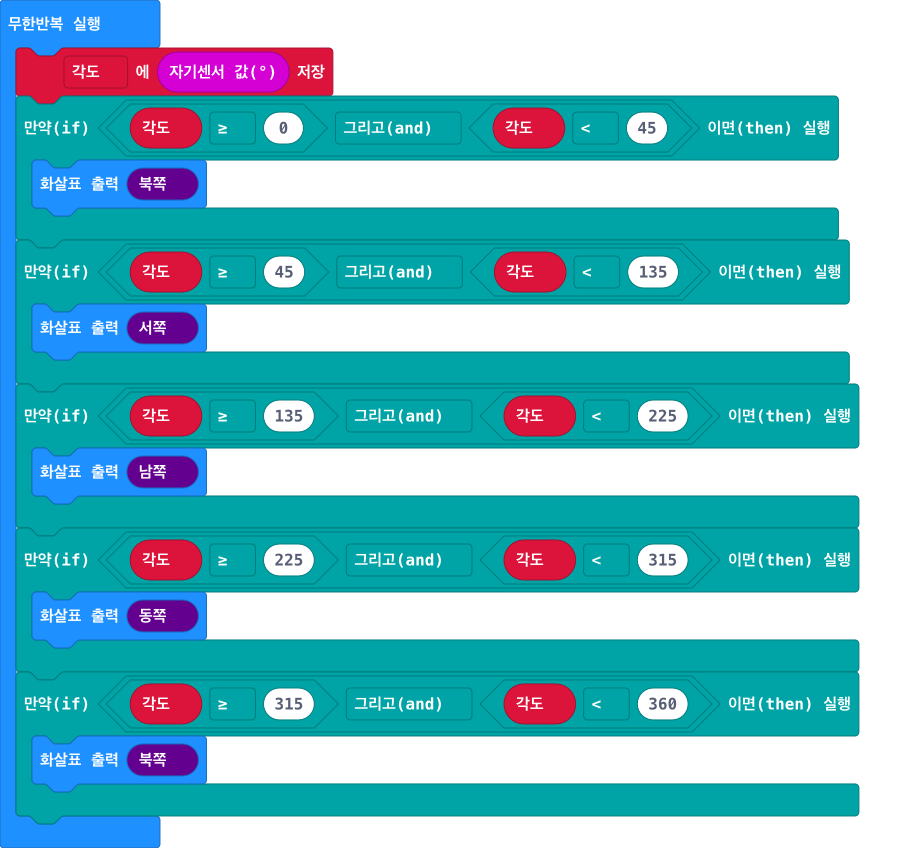 무한반복 실행
각도 에 자기센서 값(°) 저장
만약(if) 각도 ≥ 0 그리고(and) 각도 < 45 이면(then) 실행
화살표 출력 북쪽
만약(if) 각도 ≥ 45 그리고(and) 각도 < 135 이면(then) 실행
화살표 출력 서쪽
만약(if) 각도 ≥ 135 그리고(and) 각도 < 225 이면(then) 실행
화살표 출력 남쪽
만약(if) 각도 ≥ 225 그리고(and) 각도 < 315 이면(then) 실행
화살표 출력 동쪽
만약(if) 각도 ≥ 315 그리고(and) 각도 < 360 이면(then) 실행
화살표 출력 북쪽